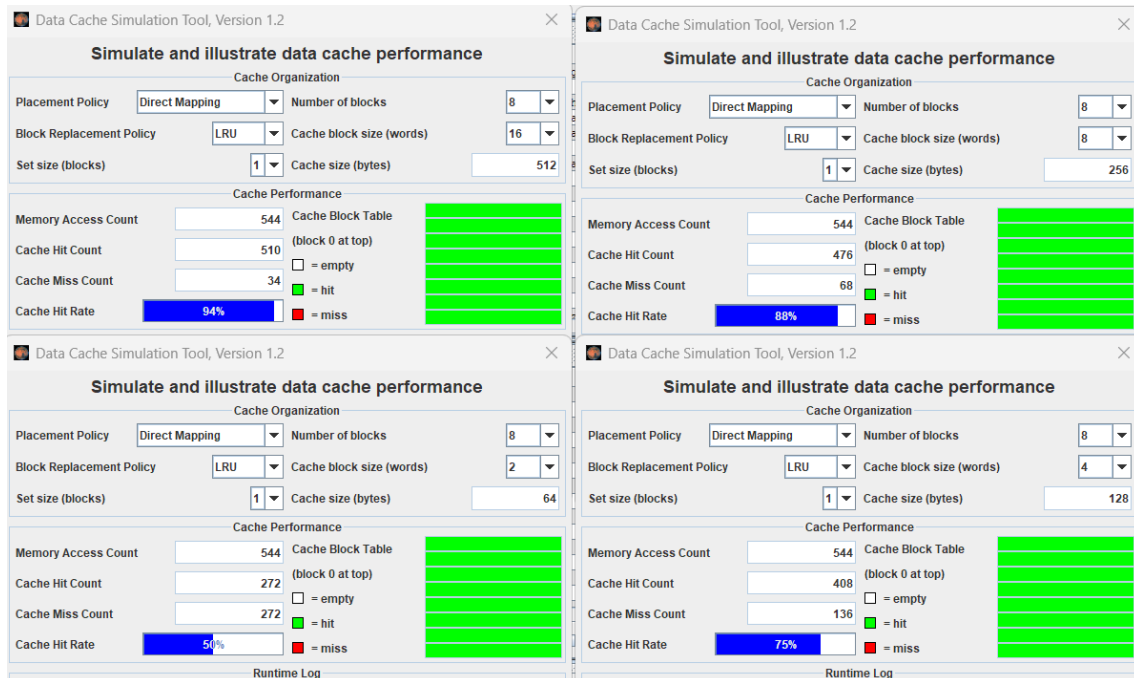 Data Cache Simulation Tool, Version 1.2
Simulate and illustrate data cache performance
Cache Organization
Placement Policy Direct Mapping Number of blocks 8
Block Replacement Policy LRU Cache block size (words) 16
Set size (blocks) 1 Cache size (bytes) 512
Cache Performance
Memory Access Count 544 Cache Block Table
(block 0 at top)
Cache Hit Count 510
= empty
Cache Miss Count 34
= hit
Cache Hit Rate 94% = miss
Data Cache Simulation Tool, Version 1.2
Simulate and illustrate data cache performance
Cache Organization
Placement Policy Direct Mapping Number of blocks 8
Block Replacement Policy LRU Cache block size (words) 8
Set size (blocks) 1 Cache size (bytes) 256
Cache Performance
Memory Access Count 544 Cache Block Table
(block 0 at top)
Cache Hit Count 476
= empty
Cache Miss Count 68
= hit
Cache Hit Rate 88% = miss
Data Cache Simulation Tool, Version 1.2
Simulate and illustrate data cache performance
Cache Organization
Placement Policy Direct Mapping Number of blocks 8
Block Replacement Policy LRU Cache block size (words) 2
Set size (blocks) 1 Cache size (bytes) 64
Cache Performance
Memory Access Count 544 Cache Block Table
(block 0 at top)
Cache Hit Count 272
= empty
Cache Miss Count 272
= hit
Cache Hit Rate 50% = miss
Runtime Log
Data Cache Simulation Tool, Version 1.2
Simulate and illustrate data cache performance
Cache Organization
Placement Policy Direct Mapping Number of blocks 8
Block Replacement Policy LRU Cache block size (words) 4
Set size (blocks) 1 Cache size (bytes) 128
Cache Performance
Memory Access Count 544 Cache Block Table
(block 0 at top)
Cache Hit Count 408
= empty
Cache Miss Count 136
= hit
Cache Hit Rate 75% = miss
Runtime Log